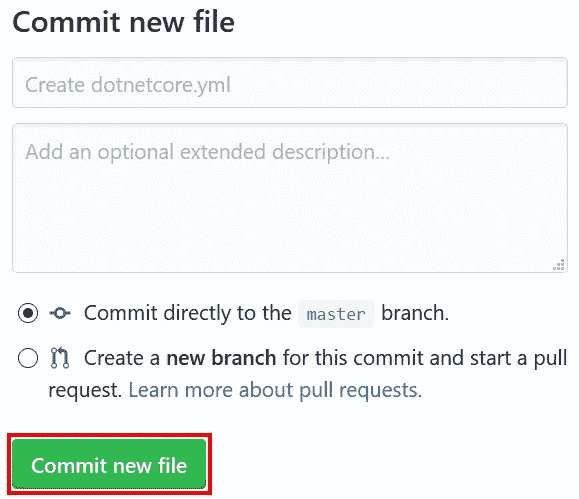 Commit new file
Create dotnetcore.yml
Add an optional extended description...
Commit directly to the master branch.
Create a new branch for this commit and start a pull
request. Learn more about pull requests.
Commit new file